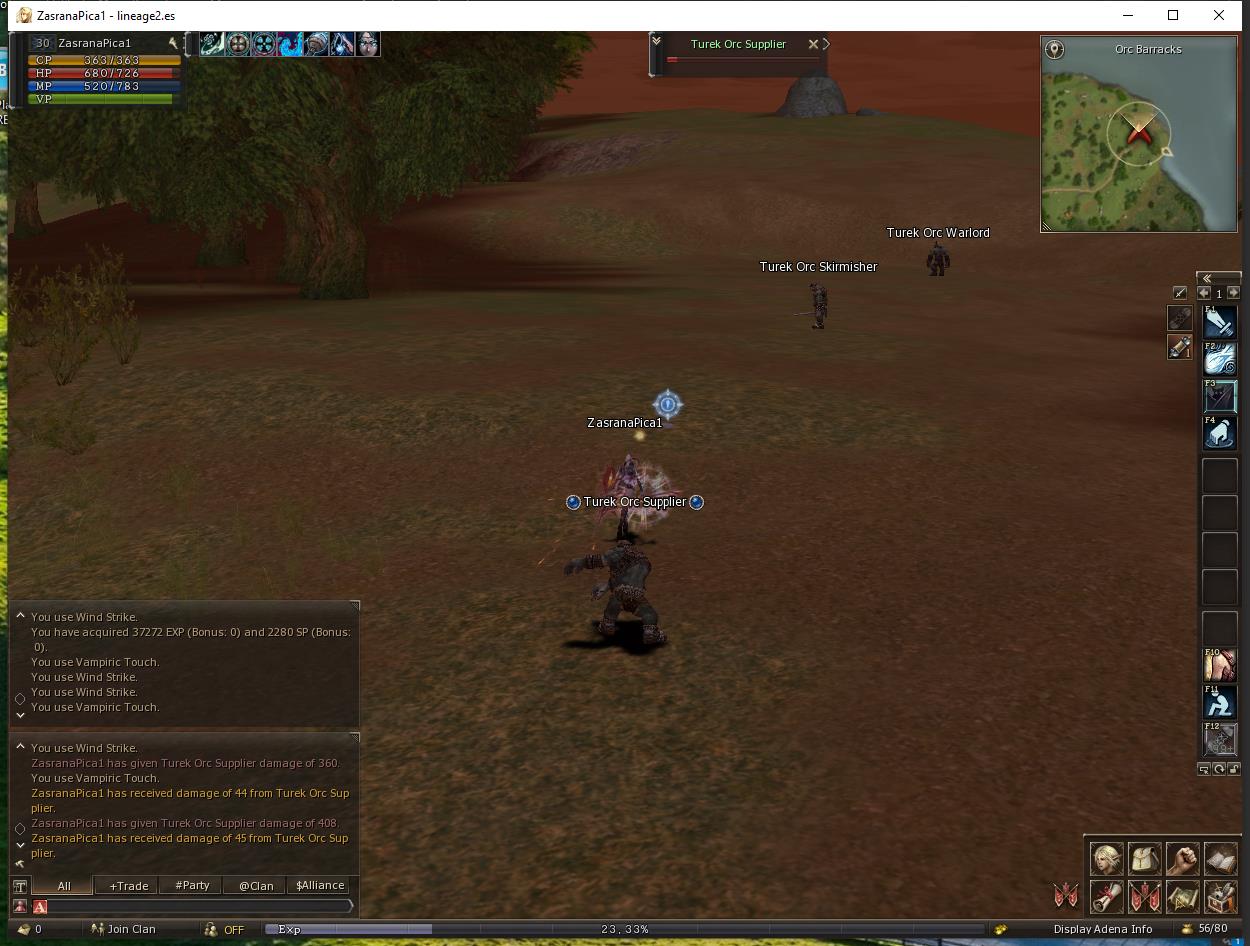 ZasranaPica1 - lineage2.es
30 ZasranaPica1
CP 363/363
HP 680/726
MP 520/783
VP
Turek Orc Supplier
Orc Barracks
Turek Orc Warlord
Turek Orc Skirmisher
ZasranaPica1
Turek Orc Supplier
1
F1
F2
F3
F4
1
F10
F11
F12
99+
You use Wind Strike.
You have acquired 37272 EXP (Bonus: 0) and 2280 SP (Bonus:
0).
You use Vampiric Touch.
You use Wind Strike.
You use Wind Strike.
You use Vampiric Touch.
You use Wind Strike.
ZasranaPica1 has given Turek Orc Supplier damage of 360.
You use Vampiric Touch.
ZasranaPica1 has received damage of 44 from Turek Orc Sup
plier.
ZasranaPica1 has given Turek Orc Supplier damage of 408.
ZasranaPica1 has received damage of 45 from Turek Orc Sup
plier.
T All +Trade #Party @Clan $Alliance
A
0 Join Clan OFF Exp 23,33% Display Adena Info 56/80